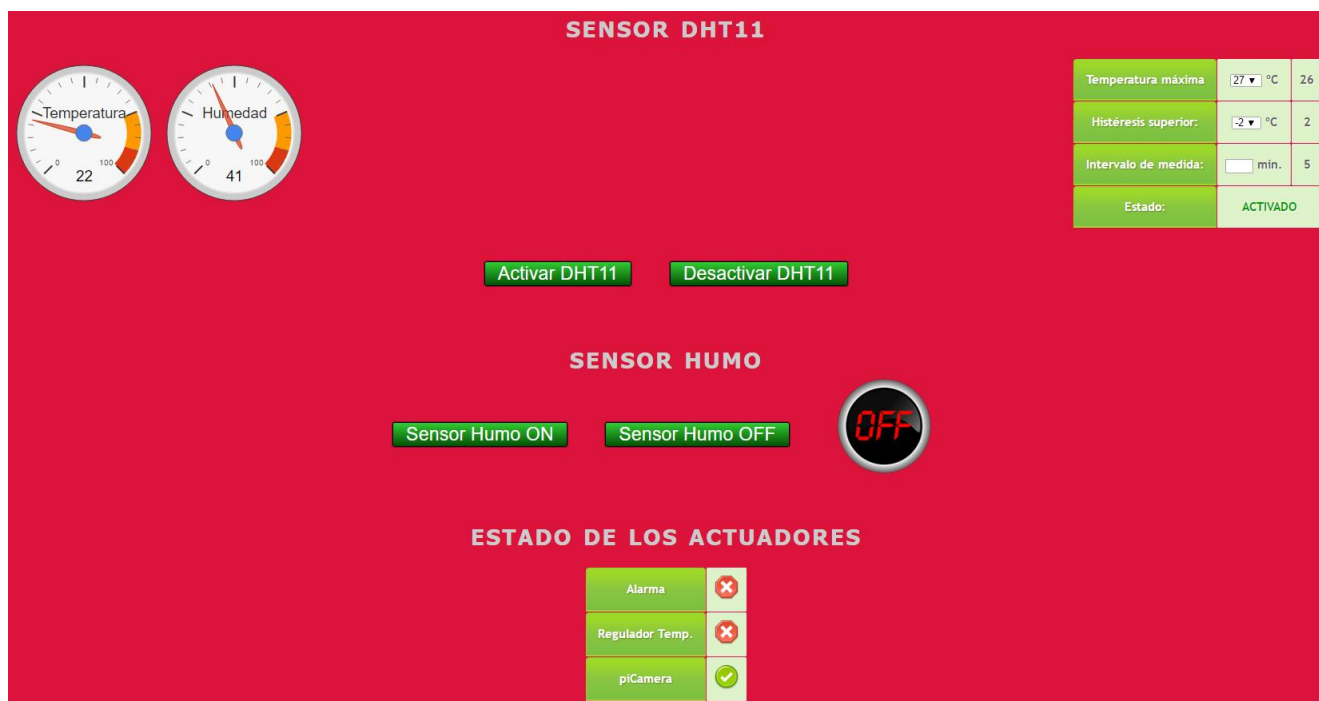 SENSOR DHT11
Temperatura
0
100
22
Humedad
0
100
41
Temperatura máxima 27 ▼ °C 26
Histéresis superior: -2 ▼ °C 2
Intervalo de medida: min. 5
Estado: ACTIVADO
Activar DHT11 Desactivar DHT11
SENSOR HUMO
Sensor Humo ON Sensor Humo OFF OFF
ESTADO DE LOS ACTUADORES
Alarma
Regulador Temp.
piCamera